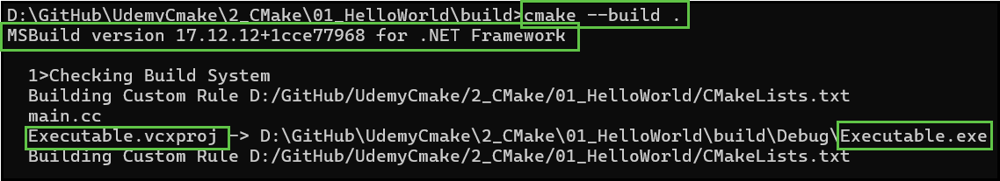 D:\GitHub\UdemyCmake\2_CMake\01_HelloWorld\build>cmake --build .
MSBuild version 17.12.12+1cce77968 for .NET Framework
1>Checking Build System
Building Custom Rule D:/GitHub/UdemyCmake/2_CMake/01_HelloWorld/CMakeLists.txt
main.cc
Executable.vcxproj -> D:\GitHub\UdemyCmake\2_CMake\01_HelloWorld\build\Debug\Executable.exe
Building Custom Rule D:/GitHub/UdemyCmake/2_CMake/01_HelloWorld/CMakeLists.txt